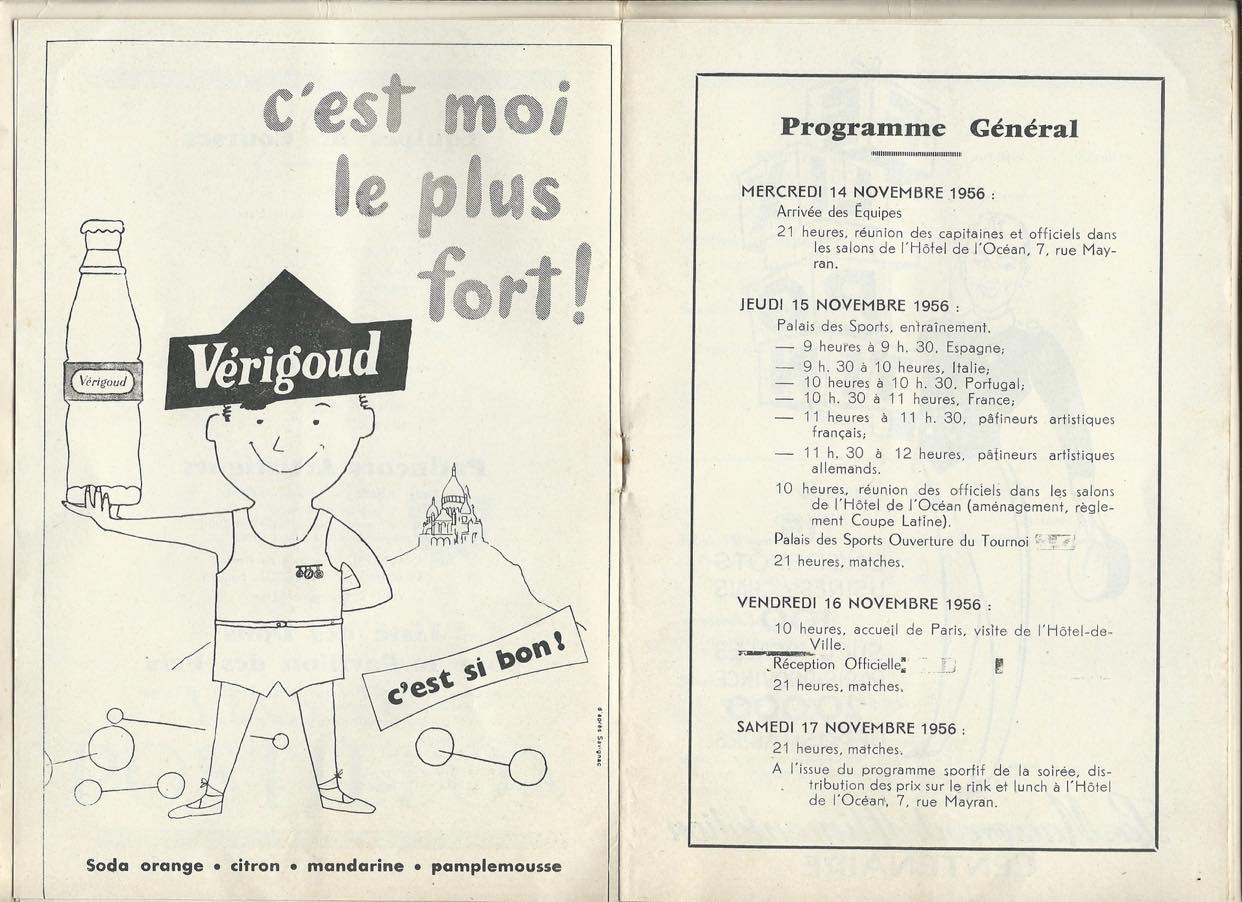 c'est moi
le plus
fort!
Vérigoud
Vérigoud
c'est si bon!
d'après Savignac
Soda orange • citron • mandarine • pamplemousse
Programme Général
MERCREDI 14 NOVEMBRE 1956 :
Arrivée des Équipes
21 heures, réunion des capitaines et officiels dans
les salons de l'Hôtel de l'Océan, 7, rue May-
ran.
JEUDI 15 NOVEMBRE 1956 :
Palais des Sports, entraînement.
— 9 heures à 9 h. 30, Espagne;
— 9 h. 30 à 10 heures, Italie;
— 10 heures à 10 h. 30, Portugal;
— 10 h. 30 à 11 heures, France;
— 11 heures à 11 h. 30, pâfineurs artistiques
français;
— 11 h. 30 à 12 heures, pâtineurs artistiques
allemands.
10 heures, réunion des officiels dans les salons
de l'Hôtel de l'Océan (aménagement, règle-
ment Coupe Latine).
Palais des Sports Ouverture du Tournoi
21 heures, matches.
VENDREDI 16 NOVEMBRE 1956 :
10 heures, accueil de Paris, visite de l'Hôtel-de-
Ville.
Réception Officielle
21 heures, matches.
SAMEDI 17 NOVEMBRE 1956 :
21 heures, matches.
A l'issue du programme sportif de la soirée, dis-
tribution des prix sur le rink et lunch à l'Hôtel
de l'Océan, 7, rue Mayran.